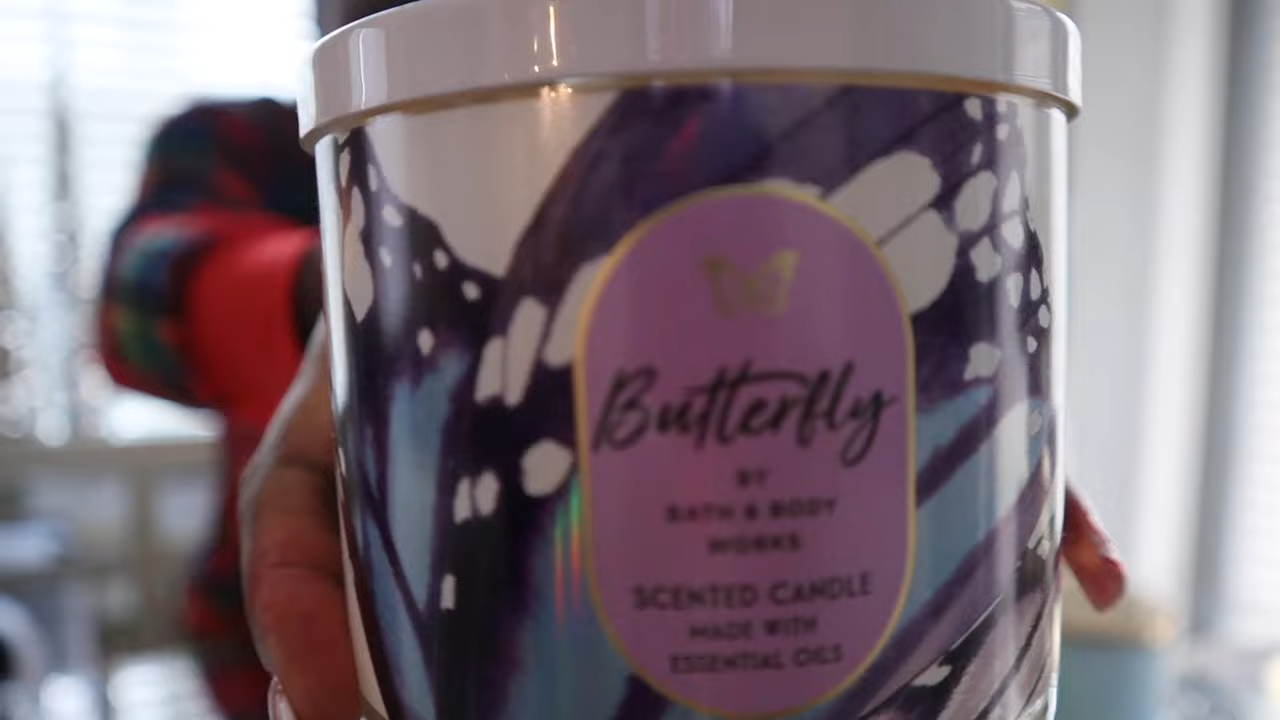 Butterfly
BY
BATH & BODY
WORKS
SCENTED CANDLE
MADE WITH
ESSENTIAL OILS